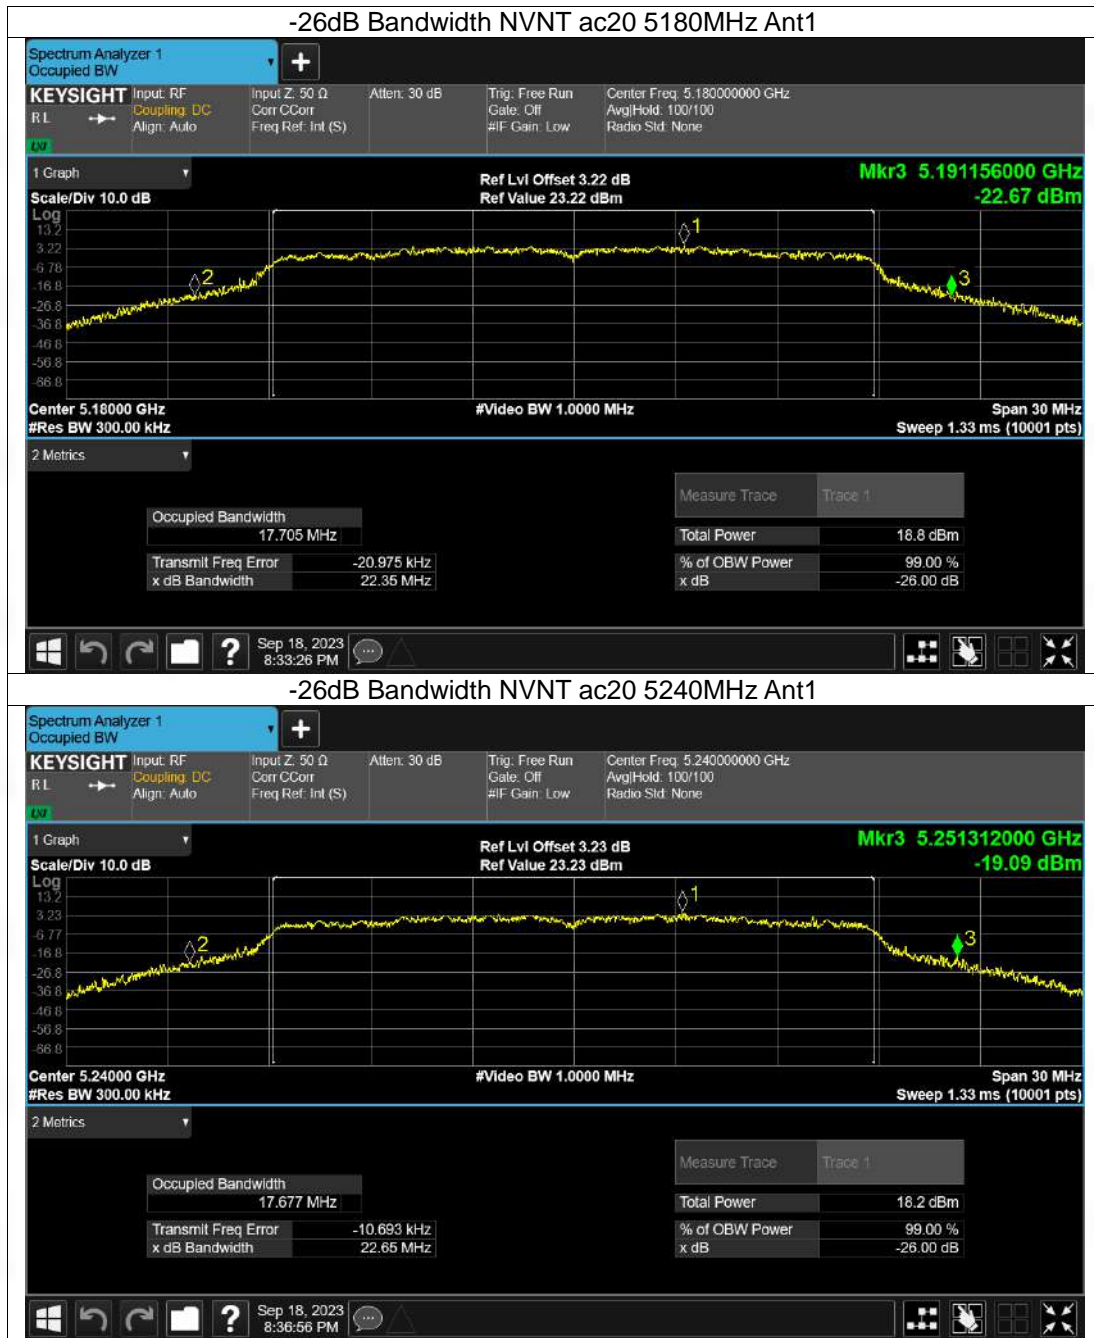 -26dB Bandwidth NVNT ac20 5180MHz Ant1
Spectrum Analyzer 1
Occupied BW
KEYSIGHT Input: RF Input Z: 50 Ω Atten: 30 dB Trig: Free Run Center Freq: 5.180000000 GHz
R L Coupling: DC Corr CCorr Gate: Off Avg|Hold: 100/100
Align: Auto Freq Ref: Int (S) #IF Gain: Low Radio Std: None
LXI
1 Graph Ref Lvl Offset 3.22 dB Mkr3 5.191156000 GHz
Scale/Div 10.0 dB Ref Value 23.22 dBm -22.67 dBm
Log
13.2
3.22
-6.78
-16.8
-26.8
-36.8
-46.8
-56.8
-66.8
1
2
3
Center 5.18000 GHz #Video BW 1.0000 MHz Span 30 MHz
#Res BW 300.00 kHz Sweep 1.33 ms (10001 pts)
2 Metrics
Measure Trace Trace 1
Occupied Bandwidth
17.705 MHz Total Power 18.8 dBm
Transmit Freq Error -20.975 kHz % of OBW Power 99.00 %
x dB Bandwidth 22.35 MHz x dB -26.00 dB
Sep 18, 2023
8:33:26 PM
-26dB Bandwidth NVNT ac20 5240MHz Ant1
Spectrum Analyzer 1
Occupied BW
KEYSIGHT Input: RF Input Z: 50 Ω Atten: 30 dB Trig: Free Run Center Freq: 5.240000000 GHz
R L Coupling: DC Corr CCorr Gate: Off Avg|Hold: 100/100
Align: Auto Freq Ref: Int (S) #IF Gain: Low Radio Std: None
LXI
1 Graph Ref Lvl Offset 3.23 dB Mkr3 5.251312000 GHz
Scale/Div 10.0 dB Ref Value 23.23 dBm -19.09 dBm
Log
13.2
3.23
-6.77
-16.8
-26.8
-36.8
-46.8
-56.8
-66.8
1
2
3
Center 5.24000 GHz #Video BW 1.0000 MHz Span 30 MHz
#Res BW 300.00 kHz Sweep 1.33 ms (10001 pts)
2 Metrics
Measure Trace Trace 1
Occupied Bandwidth
17.677 MHz Total Power 18.2 dBm
Transmit Freq Error -10.693 kHz % of OBW Power 99.00 %
x dB Bandwidth 22.65 MHz x dB -26.00 dB
Sep 18, 2023
8:36:56 PM